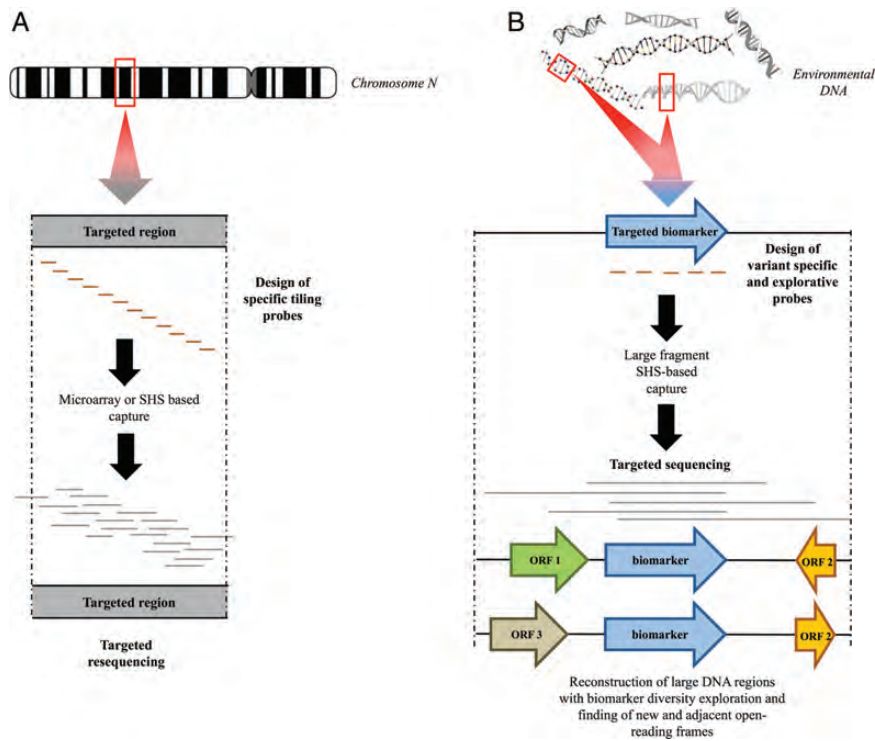 A
Chromosome N
Targeted region
Design of
specific tiling
probes
Microarray or SHS based
capture
Targeted region
Targeted
resequencing
B
Environmental
DNA
Targeted biomarker
Design of
variant specific
and explorative
probes
Large fragment
SHS-based
capture
Targeted sequencing
ORF 1
biomarker
ORF 2
ORF 3
biomarker
ORF 2
Reconstruction of large DNA regions
with biomarker diversity exploration and
finding of new and adjacent open-
reading frames